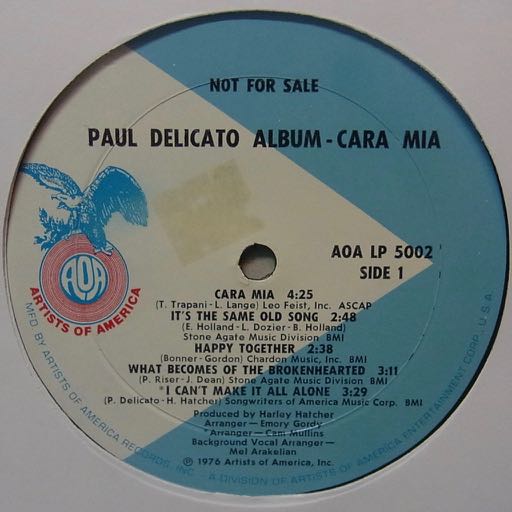 NOT FOR SALE
PAUL DELICATO ALBUM - CARA MIA
AOA LP 5002
SIDE 1
AOA
ARTISTS OF AMERICA
CARA MIA 4:25
(T. Trapani - L. Lange) Leo Feist, Inc. ASCAP
IT'S THE SAME OLD SONG 2:48
(E. Holland - L. Dozier - B. Holland)
Stone Agate Music Division BMI
HAPPY TOGETHER 2:38
(Bonner-Gordon) Chardon Music, Inc. BMI
WHAT BECOMES OF THE BROKENHEARTED 3:11
(P. Riser - J. Dean) Stone Agate Music Division BMI
*I CAN'T MAKE IT ALL ALONE 3:29
(P. Delicato - H. Hatcher) Songwriters of America Music Corp. BMI
Produced by Harley Hatcher
Arranger — Emory Gordy
*Arranger — Cam Mullins
Background Vocal Arranger —
Mel Arakelian
℗ 1976 Artists of America, Inc.
MFD. BY ARTISTS OF AMERICA RECORDS, INC. - A DIVISION OF ARTISTS OF AMERICA ENTERTAINMENT CORP. U.S.A.